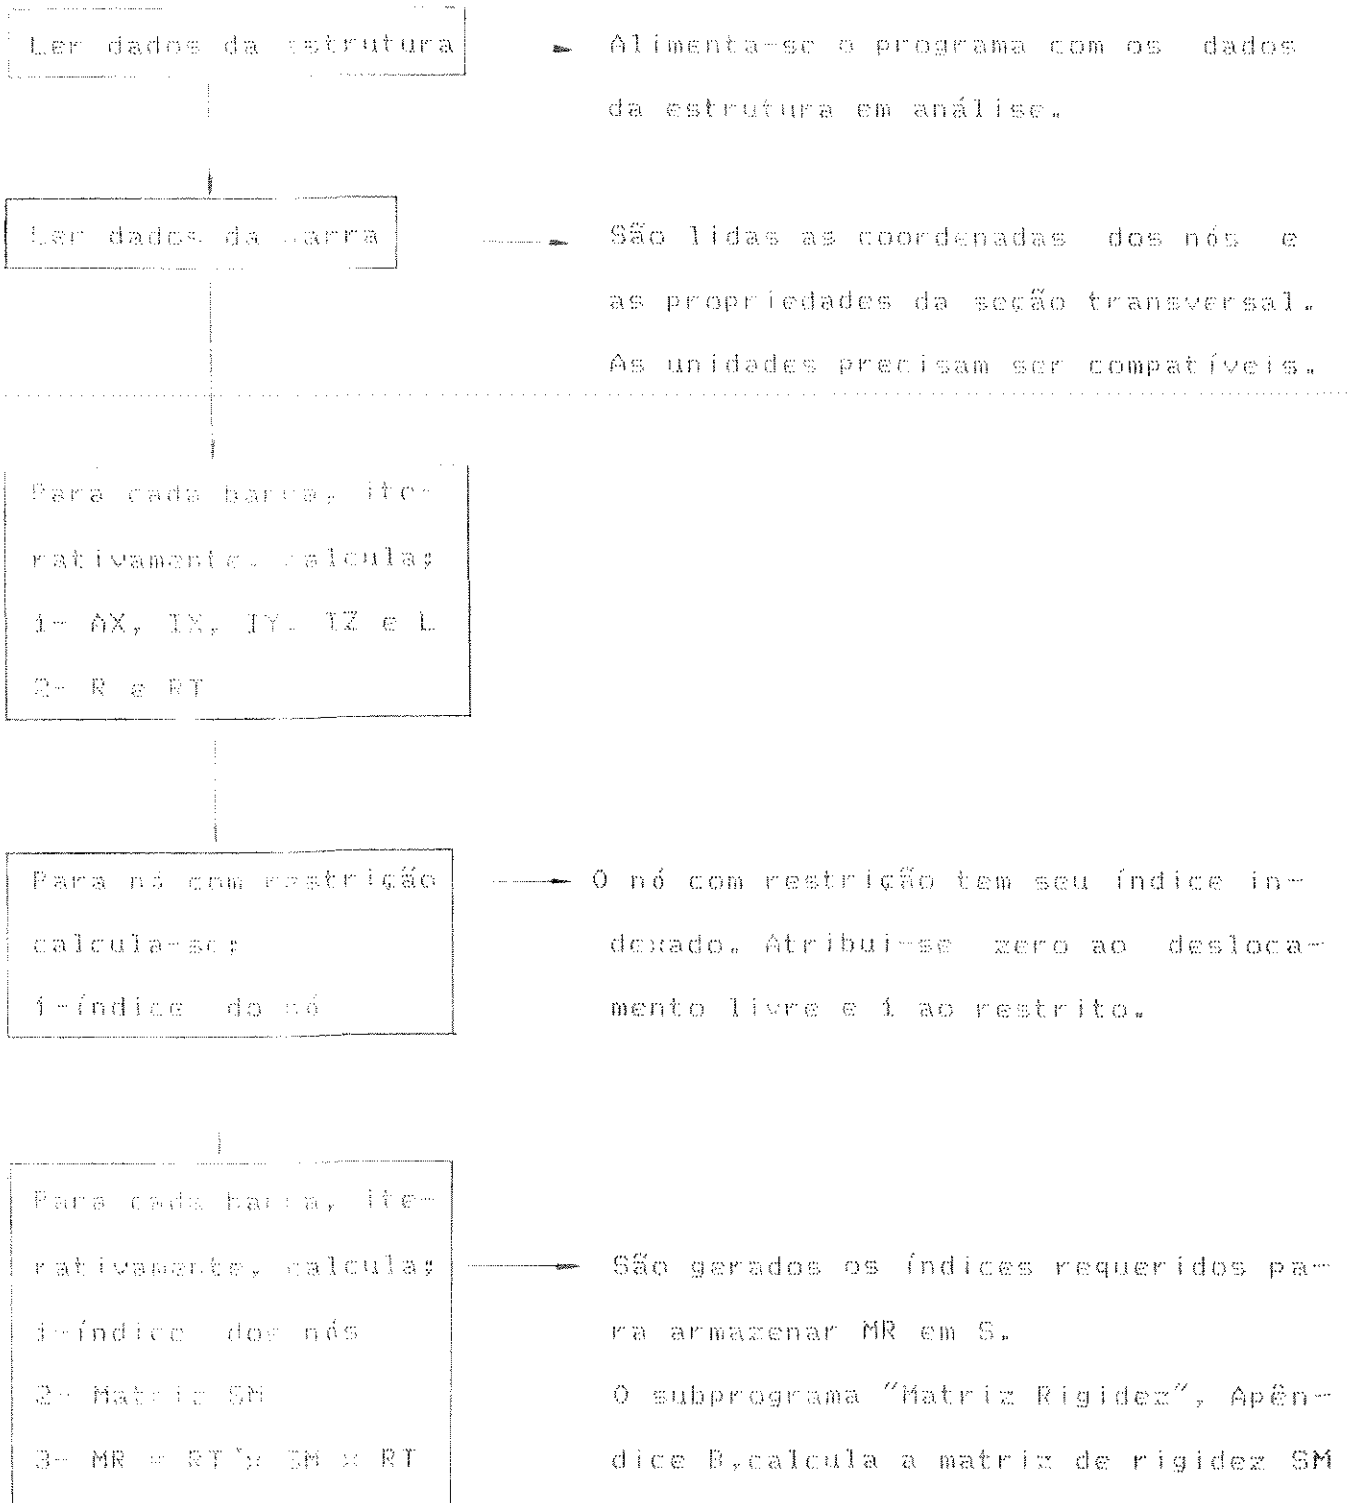 Ler dados da estrutura
Alimenta-se o programa com os dados
da estrutura em análise.
Ler dados da barra
São lidas as coordenadas dos nós e
as propriedades da seção transversal.
As unidades precisam ser compatíveis.
Para cada barra, ite-
rativamente, calcula;
1- AX, IX, IY, IZ e L
2- R e RT
Para nó com restrição
calcula-se;
1-índice do nó
O nó com restrição tem seu índice in-
dexado. Atribui-se zero ao desloca-
mento livre e 1 ao restrito.
Para cada barra, ite-
rativamente, calcula;
1-índice dos nós
2- Matriz SM
3- MR = RT'x SM x RT
São gerados os índices requeridos pa-
ra armazenar MR em S.
O subprograma "Matriz Rigidez", Apên-
dice B,calcula a matriz de rigidez SM